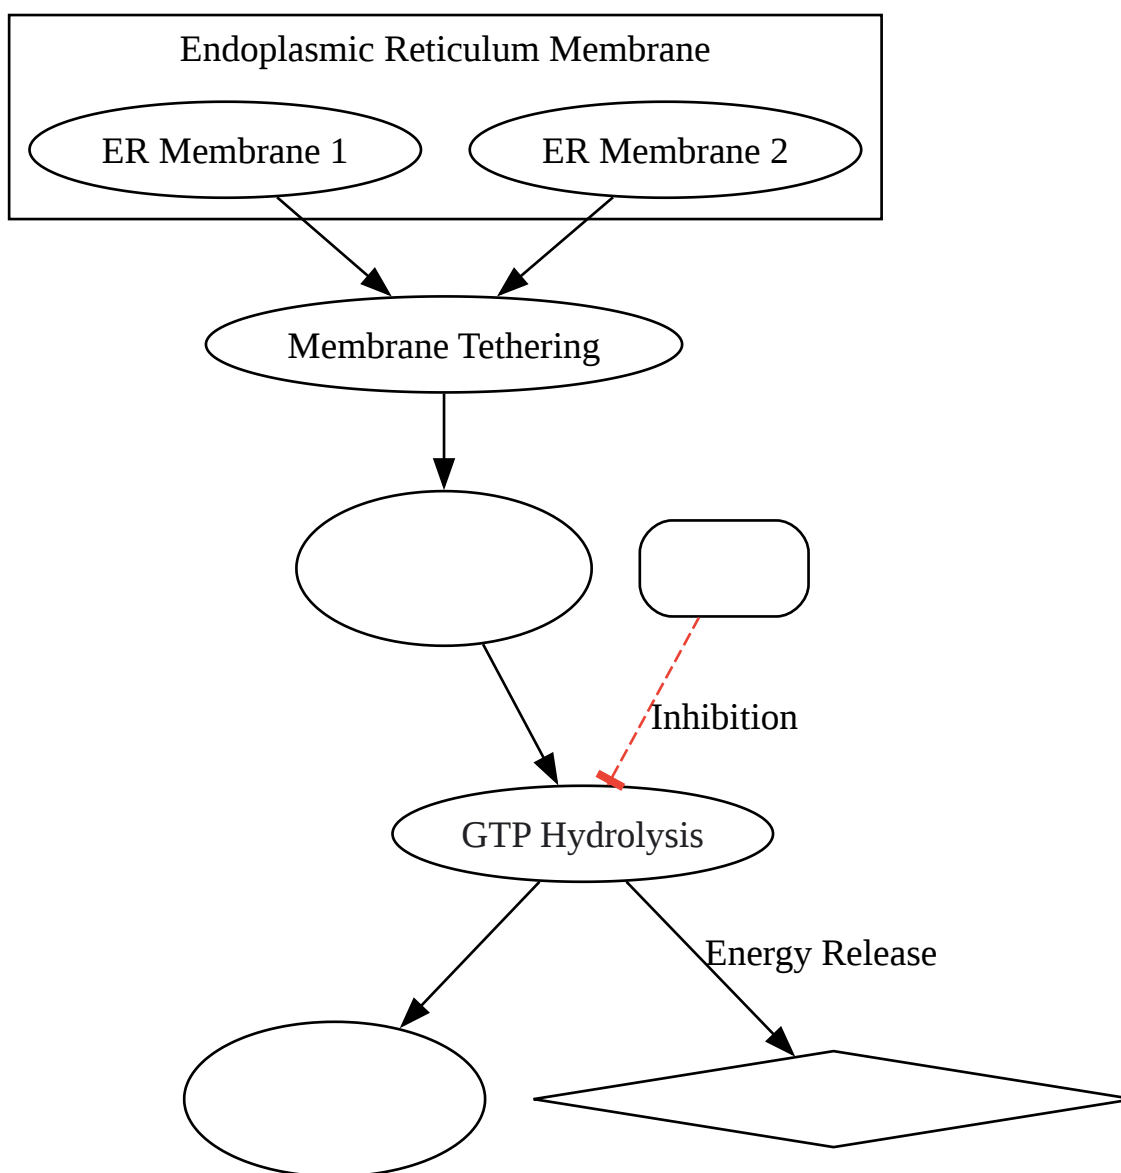 Endoplasmic Reticulum Membrane
ER Membrane 1
ER Membrane 2
Membrane Tethering
Inhibition
GTP Hydrolysis
Energy Release